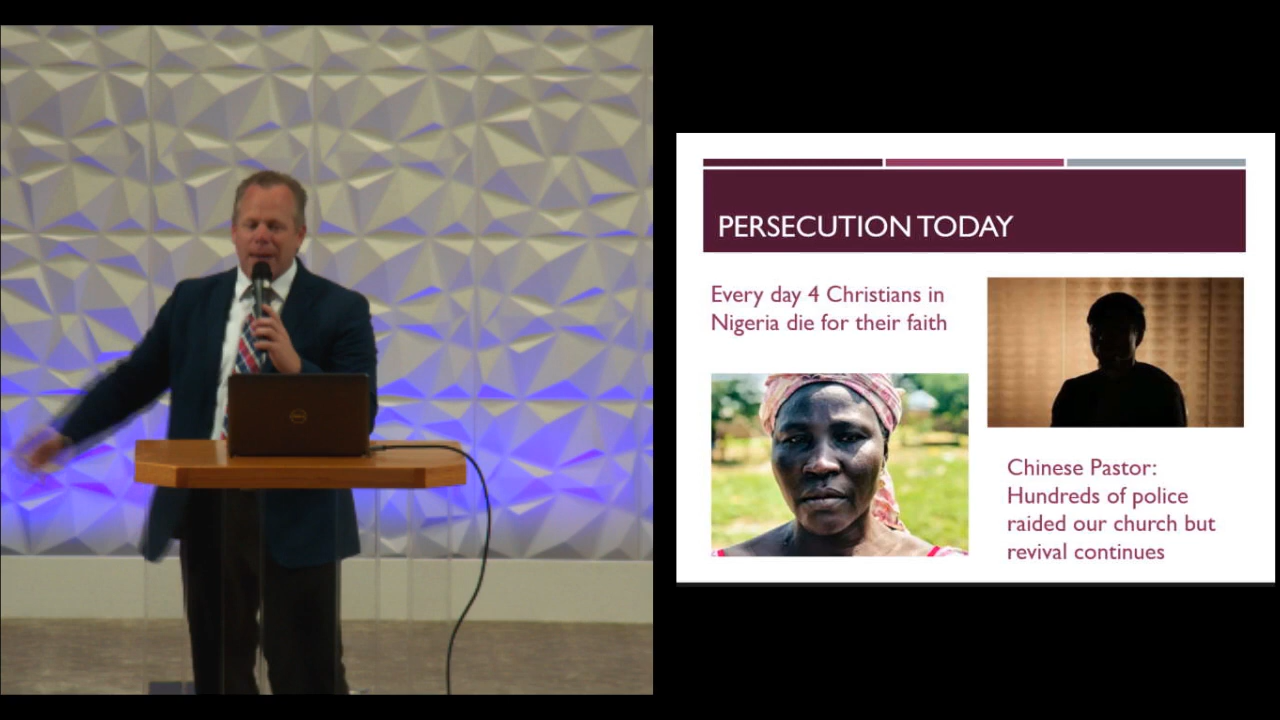 PERSECUTION TODAY
Every day 4 Christians in
Nigeria die for their faith
Chinese Pastor:
Hundreds of police
raided our church but
revival continues